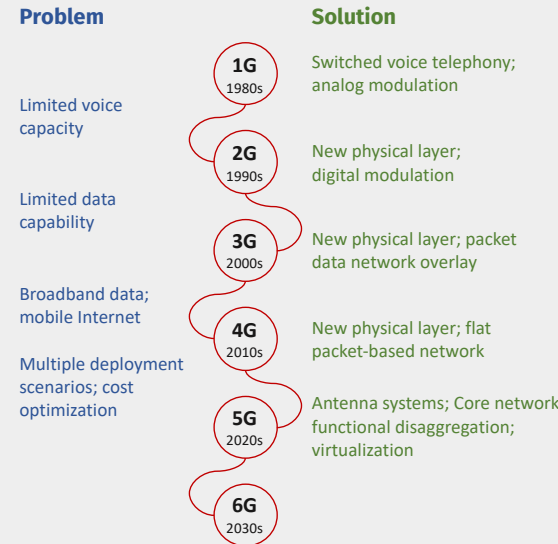 Problem
Solution
1G
1980s
Switched voice telephony;
analog modulation
Limited voice
capacity
2G
1990s
New physical layer;
digital modulation
Limited data
capability
3G
2000s
New physical layer; packet
data network overlay
Broadband data;
mobile Internet
4G
2010s
New physical layer; flat
packet-based network
Multiple deployment
scenarios; cost
optimization
5G
2020s
Antenna systems; Core network
functional disaggregation;
virtualization
6G
2030s